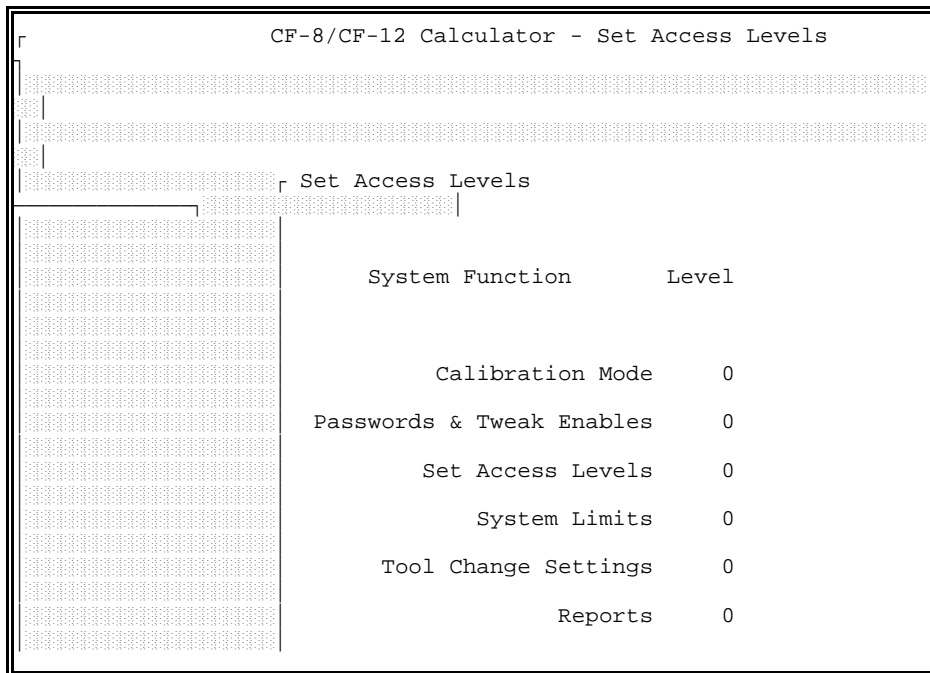 CF-8/CF-12 Calculator - Set Access Levels
Set Access Levels
System Function Level
Calibration Mode 0
Passwords & Tweak Enables 0
Set Access Levels 0
System Limits 0
Tool Change Settings 0
Reports 0